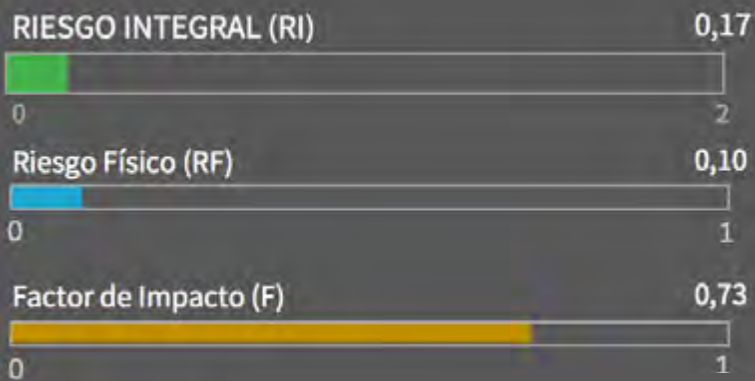 RIESGO INTEGRAL (RI) 0,17
0 2
Riesgo Físico (RF) 0,10
0 1
Factor de Impacto (F) 0,73
0 1